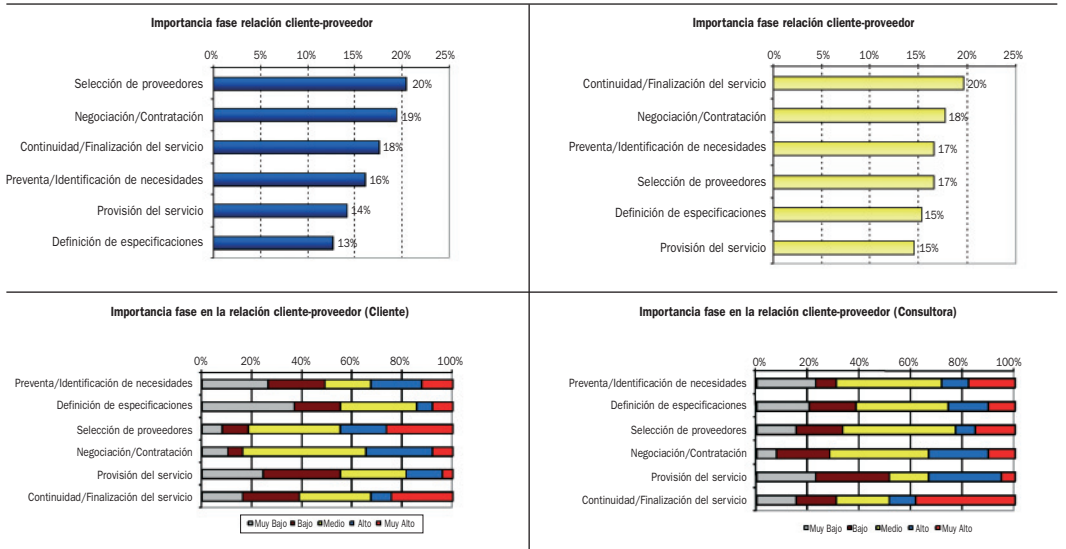 Importancia fase relación cliente-proveedor
0% 5% 10% 15% 20% 25%
Selección de proveedores 20%
Negociación/Contratación 19%
Continuidad/Finalización del servicio 18%
Preventa/Identificación de necesidades 16%
Provisión del servicio 14%
Definición de especificaciones 13%
Importancia fase relación cliente-proveedor
0% 5% 10% 15% 20% 25%
Continuidad/Finalización del servicio 20%
Negociación/Contratación 18%
Preventa/Identificación de necesidades 17%
Selección de proveedores 17%
Definición de especificaciones 15%
Provisión del servicio 15%
Importancia fase en la relación cliente-proveedor (Cliente)
0% 20% 40% 60% 80% 100%
Preventa/Identificación de necesidades
Definición de especificaciones
Selección de proveedores
Negociación/Contratación
Provisión del servicio
Continuidad/Finalización del servicio
Muy Bajo Bajo Medio Alto Muy Alto
Importancia fase en la relación cliente-proveedor (Consultora)
0% 20% 40% 60% 80% 100%
Preventa/Identificación de necesidades
Definición de especificaciones
Selección de proveedores
Negociación/Contratación
Provisión del servicio
Continuidad/Finalización del servicio
Muy Bajo Bajo Medio Alto Muy Alto